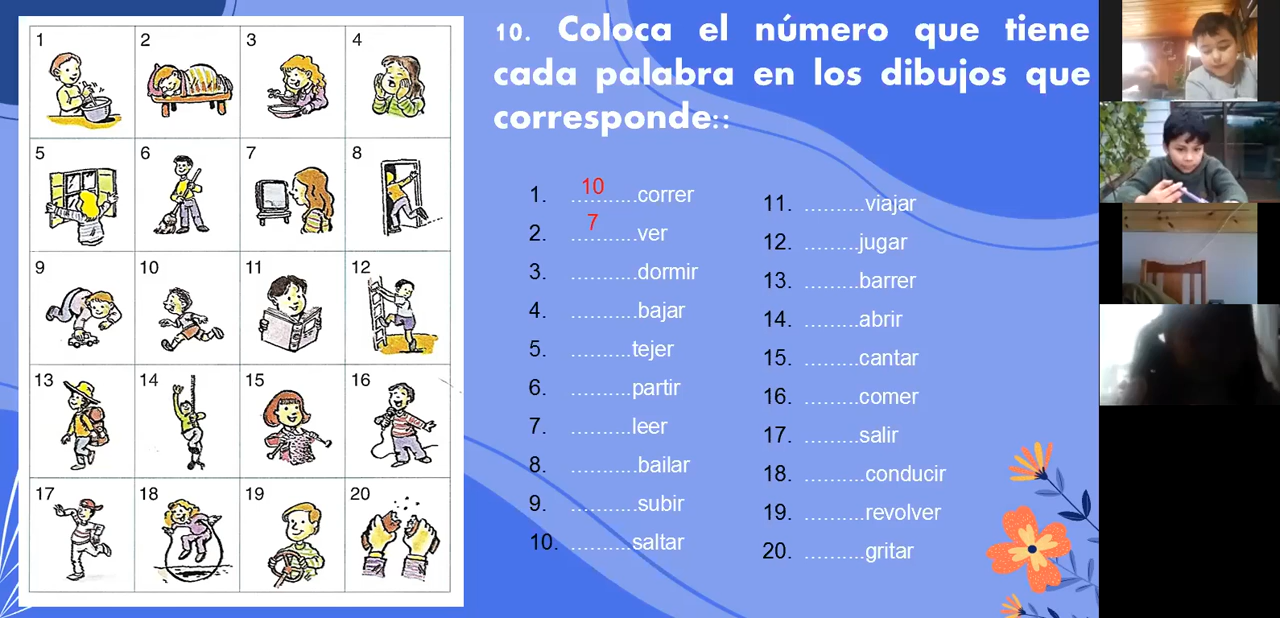 1 2 3 4
5 6 7 8
9 10 11 12
13 14 15 16
17 18 19 20
10. Coloca el número que tiene
cada palabra en los dibujos que
corresponde::
1. 10 ...........correr
2. 7 ...........ver
3. ...........dormir
4. ...........bajar
5. ..........tejer
6. ..........partir
7. ..........leer
8. ...........bailar
9. ...........subir
10. ..........saltar
11. ..........viajar
12. .........jugar
13. .........barrer
14. .........abrir
15. .........cantar
16. .........comer
17. .........salir
18. ..........conducir
19. ..........revolver
20. ..........gritar